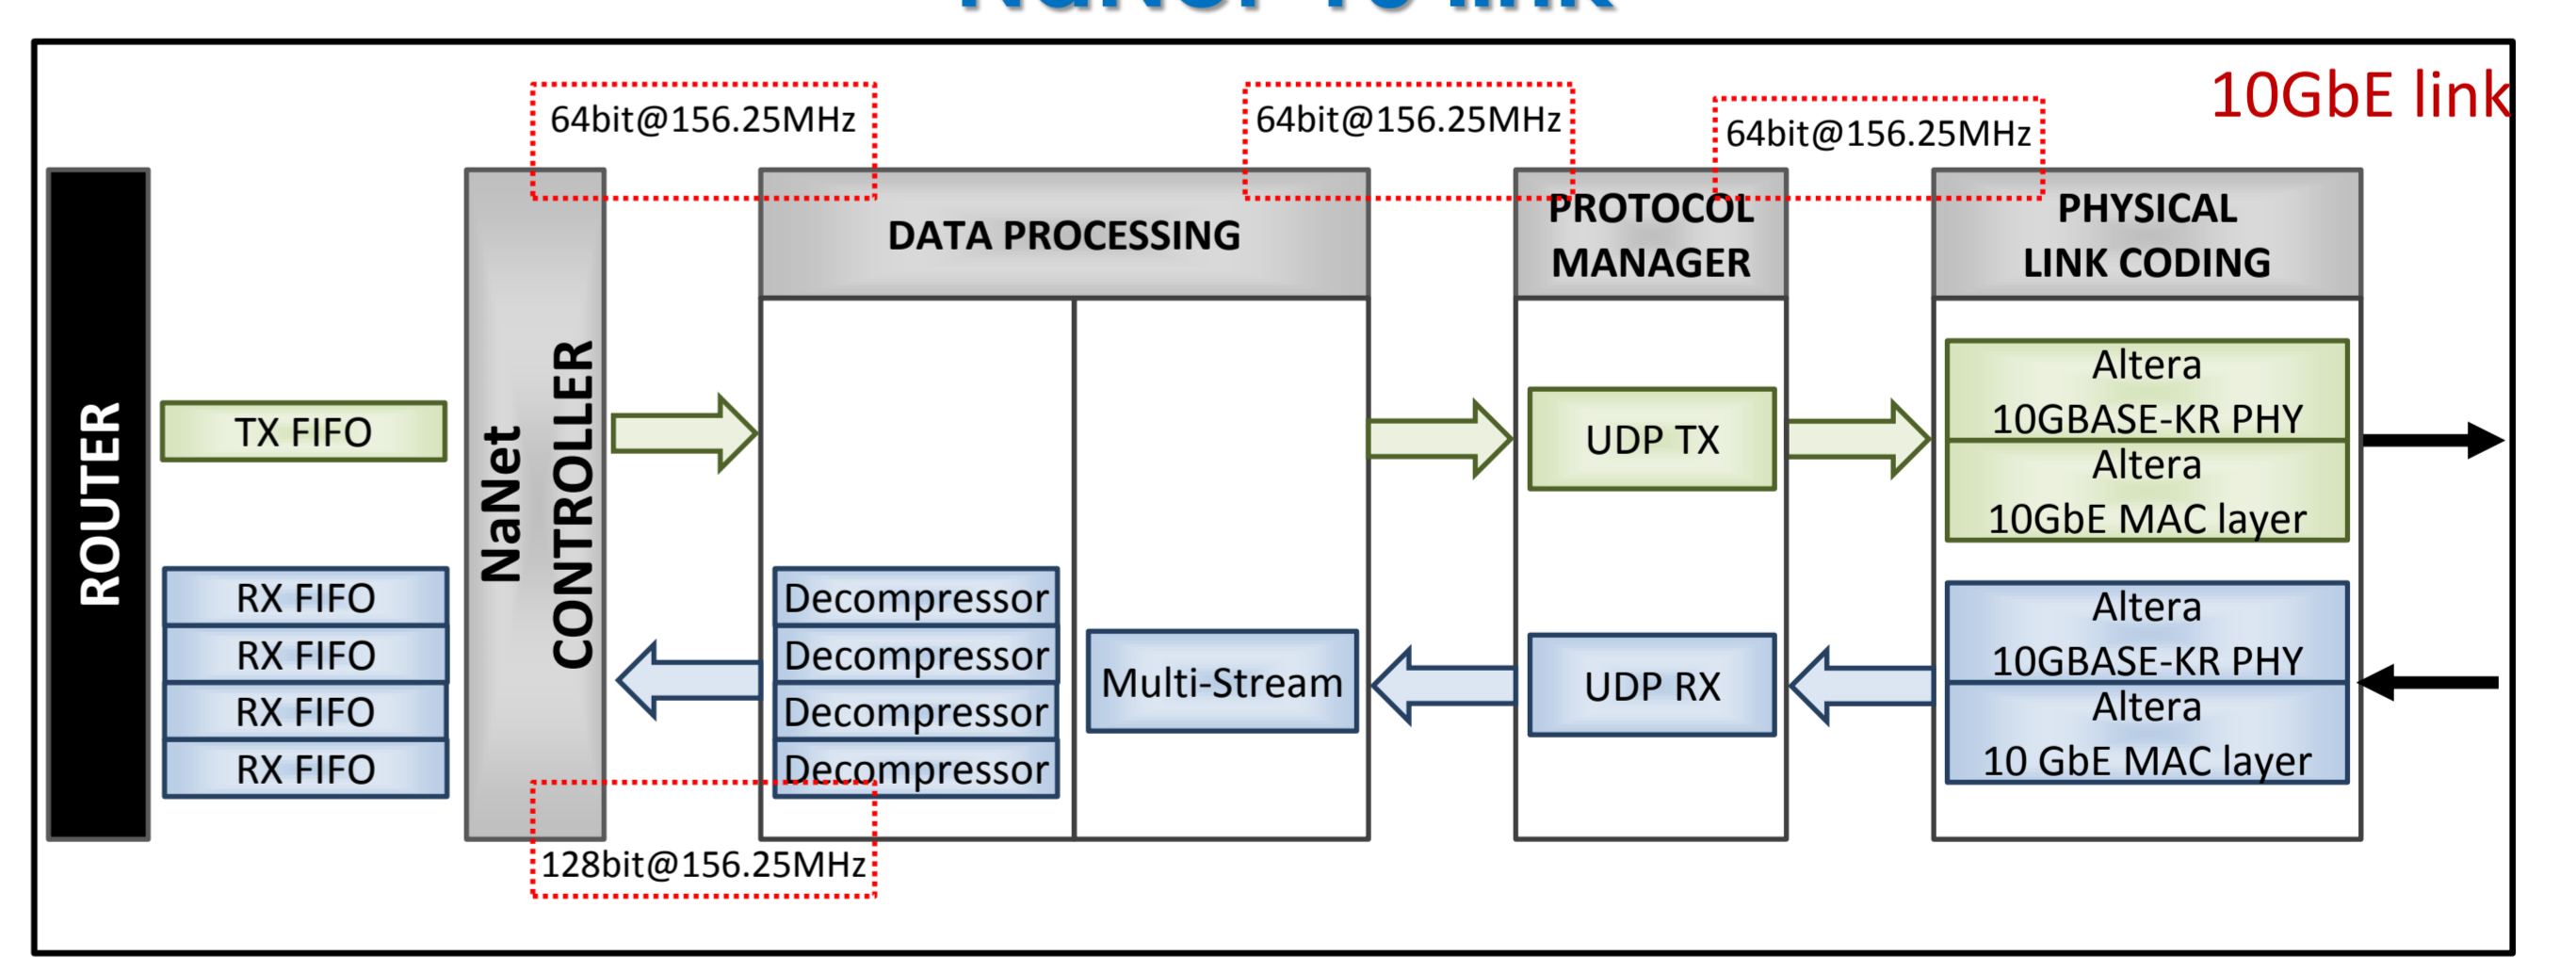 10GbE link
64bit@156.25MHz
64bit@156.25MHz
64bit@156.25MHz
ROUTER
TX FIFO
RX FIFO
RX FIFO
RX FIFO
RX FIFO
NaNet
CONTROLLER
DATA PROCESSING
Decompressor
Decompressor
Decompressor
Decompressor
Multi-Stream
PROTOCOL
MANAGER
UDP TX
UDP RX
PHYSICAL
LINK CODING
Altera
10GBASE-KR PHY
Altera
10GbE MAC layer
Altera
10GBASE-KR PHY
Altera
10 GbE MAC layer
128bit@156.25MHz